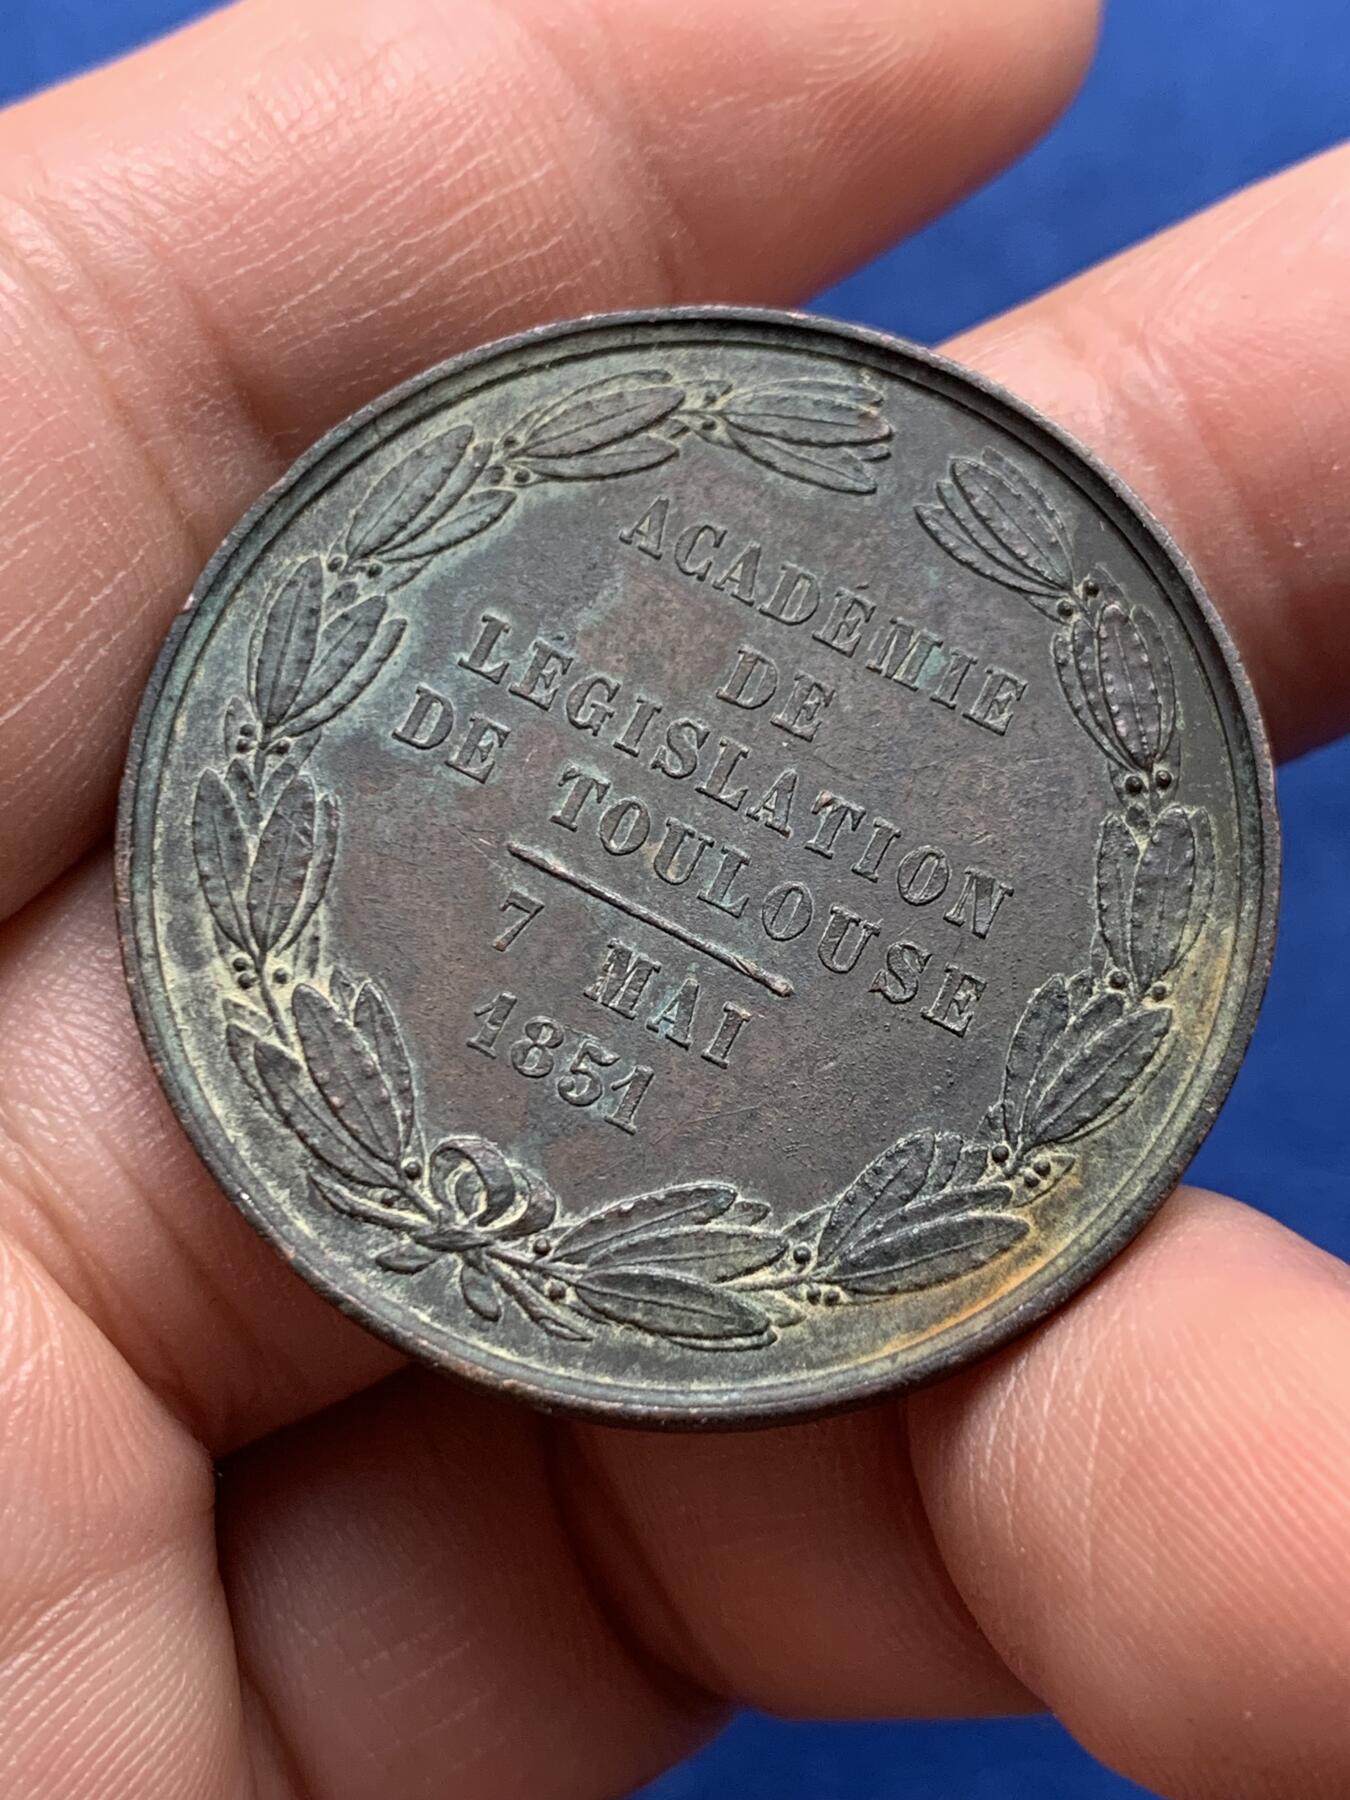 ACADÉMIE
DE
LÉGISLATION
DE TOULOUSE
7 MAI
1851